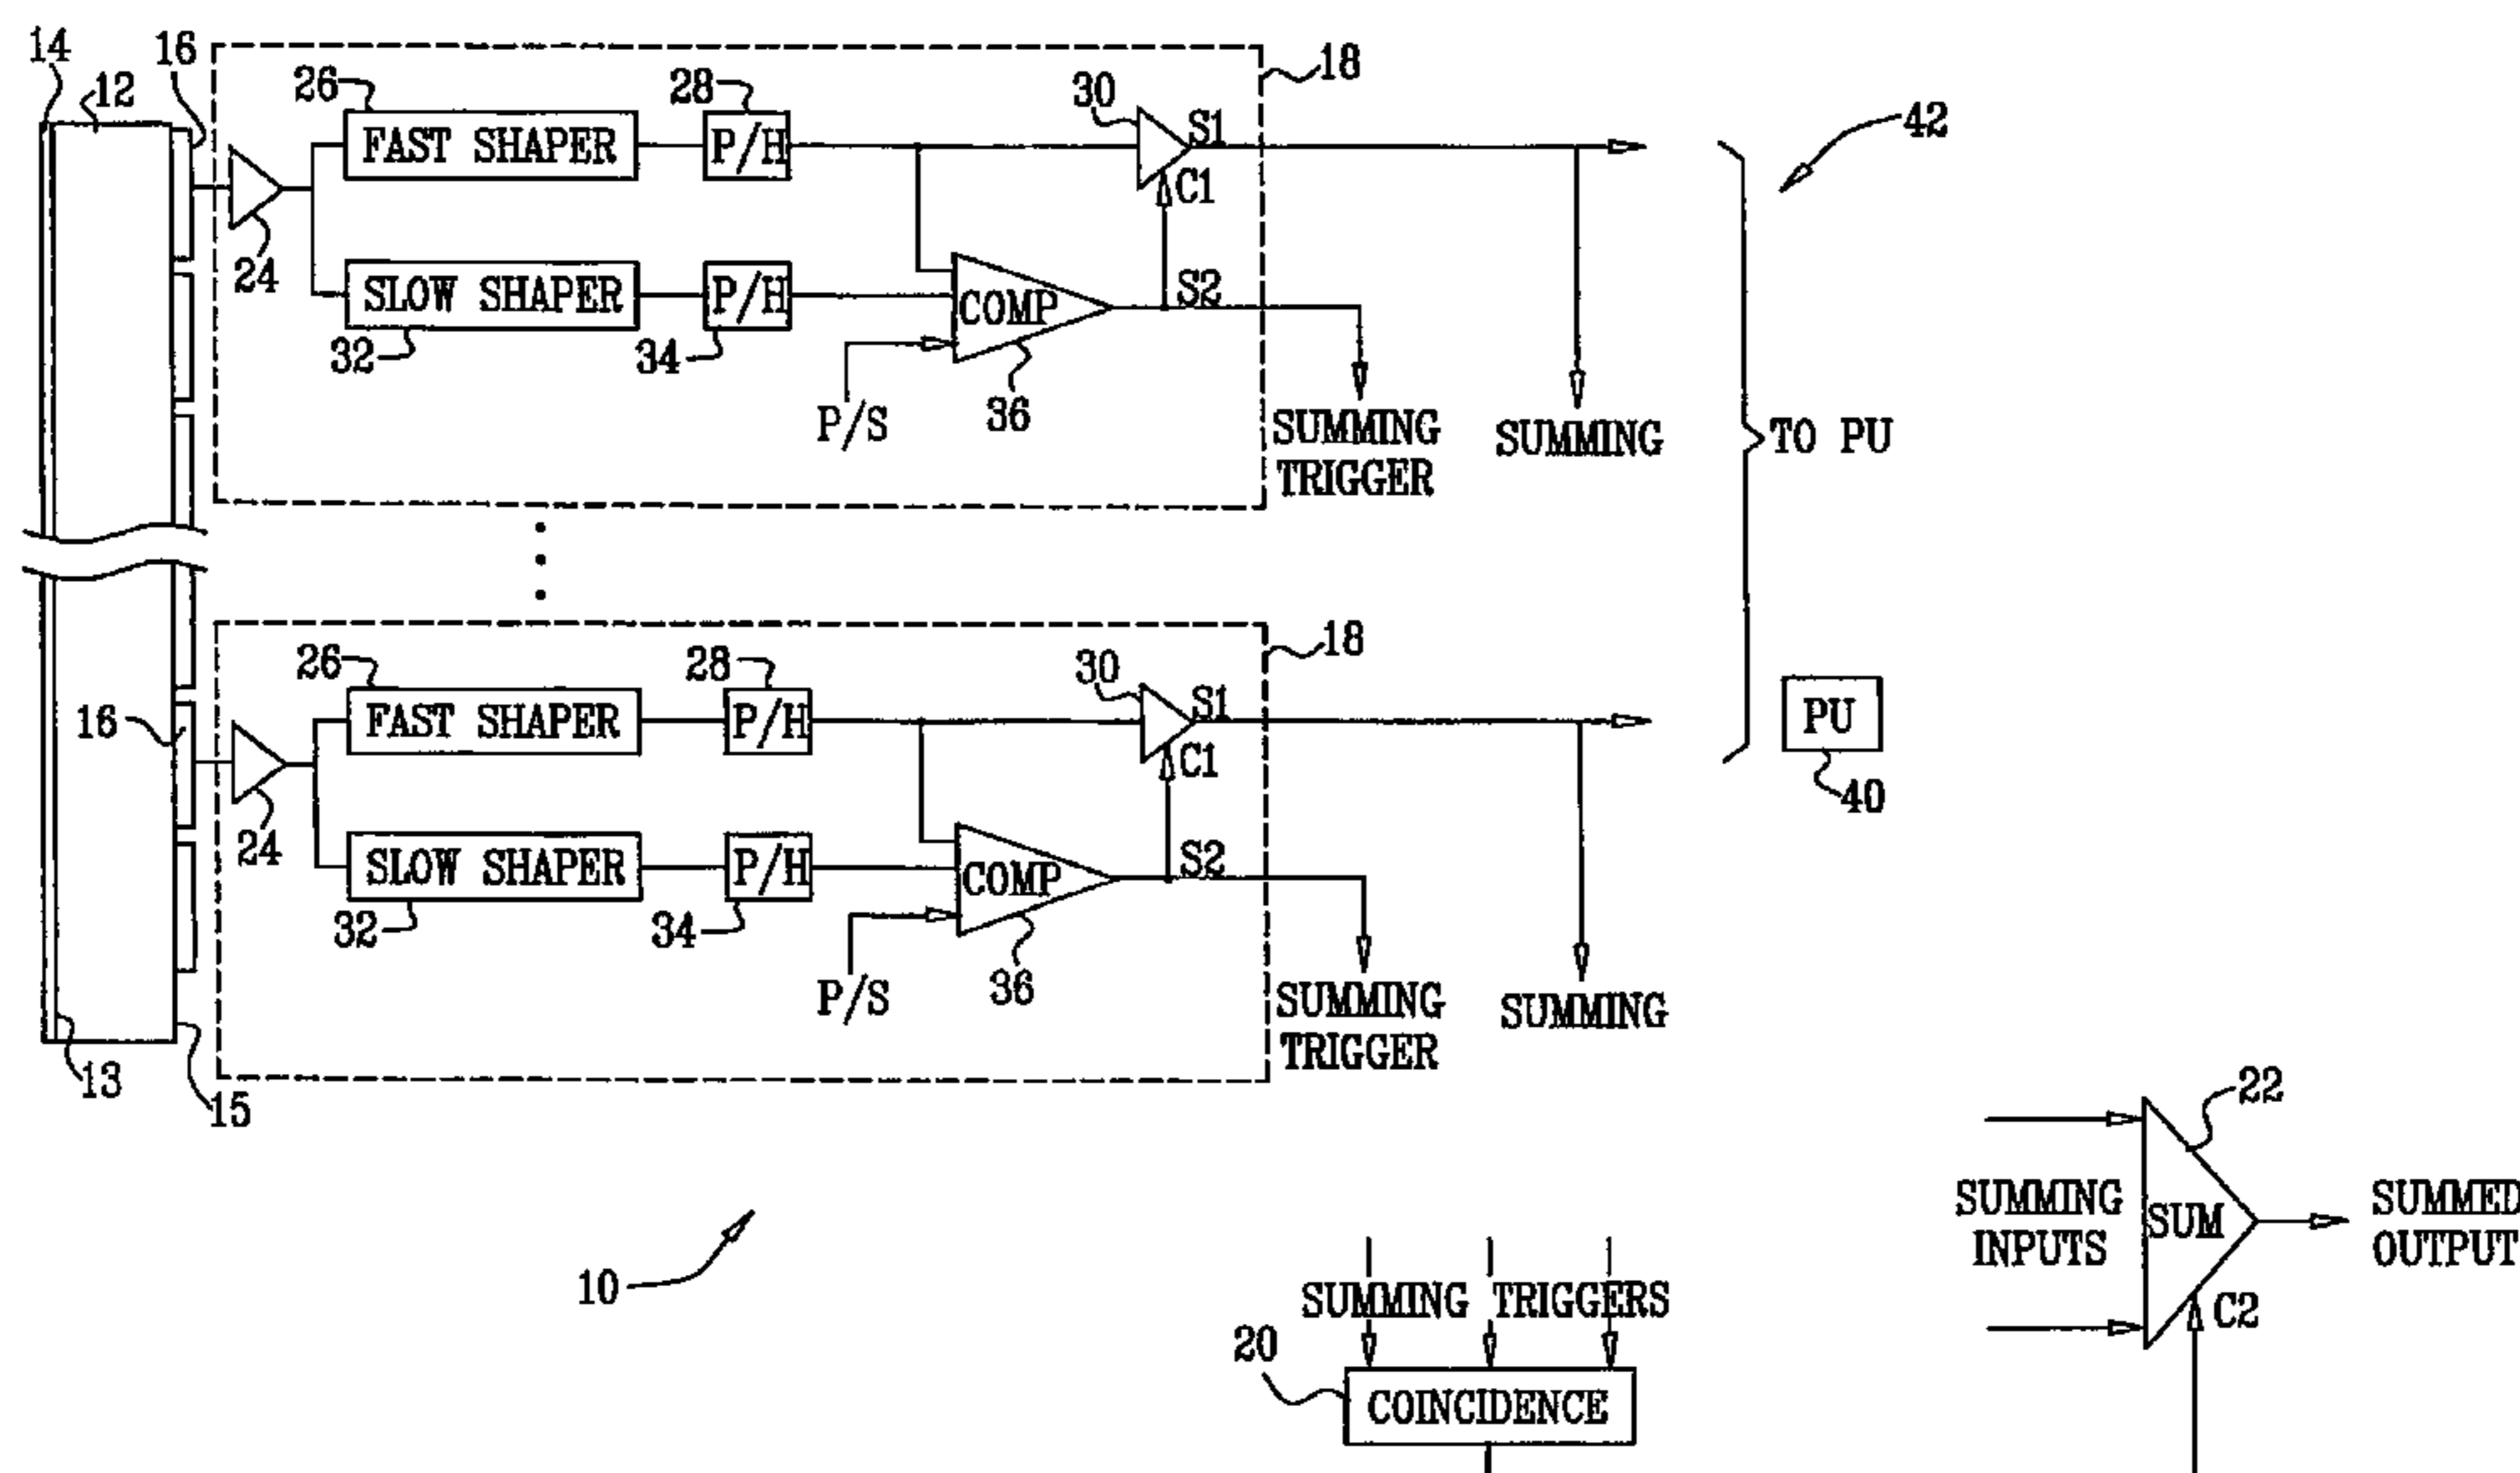 14
12
16
26
28
30
18
42
FAST SHAPER
P/H
S1
C1
24
SLOW SHAPER
P/H
COMP
S2
32
34
36
P/S
SUMMING
TRIGGER
SUMMING
TO PU
26
28
30
18
16
FAST SHAPER
P/H
S1
C1
PU
40
24
SLOW SHAPER
P/H
COMP
S2
32
34
36
P/S
SUMMING
TRIGGER
SUMMING
13
15
22
SUMMING
INPUTS
SUM
SUMMED
OUTPUT
C2
10
SUMMING TRIGGERS
20
COINCIDENCE